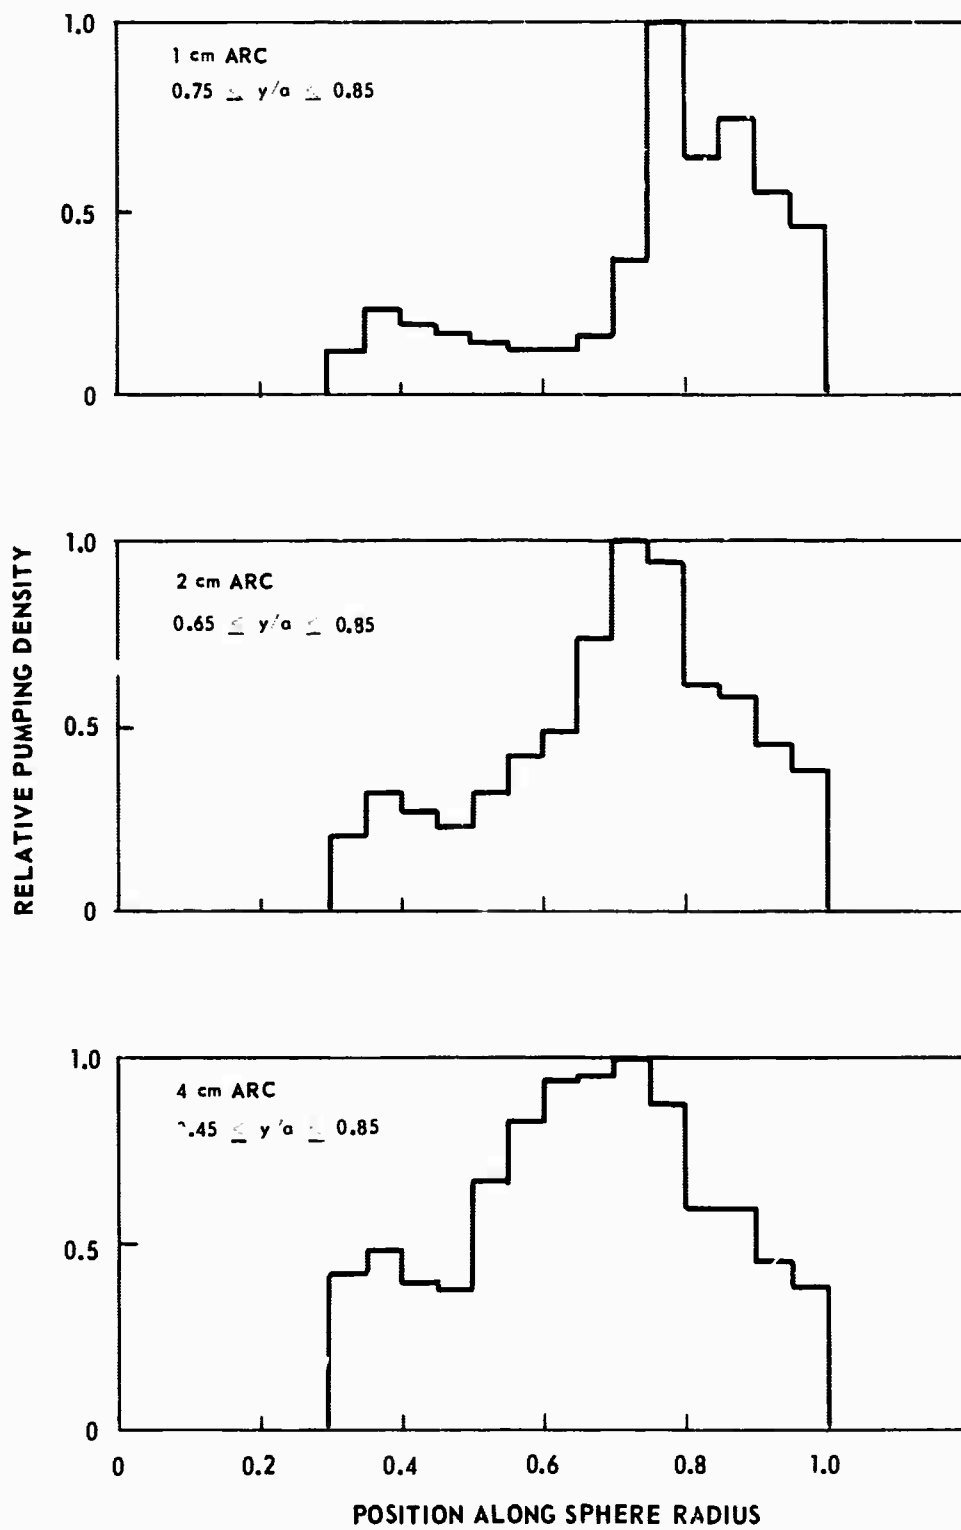 1.0
1 cm ARC
0.75 ≤ y/a ≤ 0.85
0.5
0
1.0
2 cm ARC
0.65 ≤ y/a ≤ 0.85
0.5
0
RELATIVE PUMPING DENSITY
1.0
4 cm ARC
.45 ≤ y/a ≤ 0.85
0.5
0
0 0.2 0.4 0.6 0.8 1.0
POSITION ALONG SPHERE RADIUS